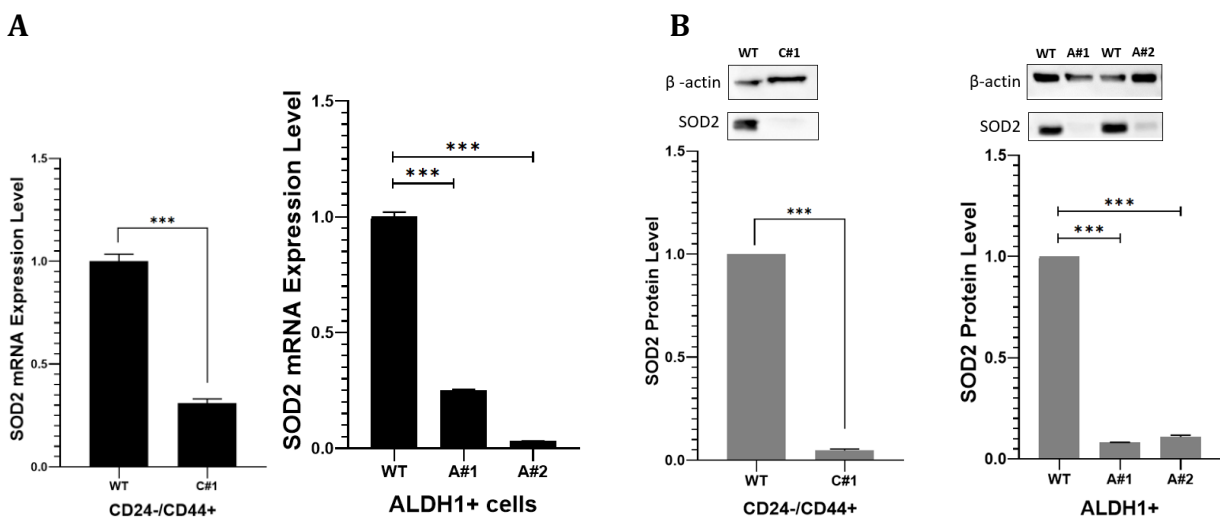 A
SOD2 mRNA Expression Level
1.5
1.0
0.5
0.0
***
WT
C#1
CD24-/CD44+
SOD2 mRNA Expression Level
1.5
1.0
0.5
0.0
***
***
WT
A#1
A#2
ALDH1+ cells
B
WT C#1
β -actin
SOD2
SOD2 Protein Level
1.5
1.0
0.5
0.0
***
WT
C#1
CD24-/CD44+
WT A#1 WT A#2
β-actin
SOD2
SOD2 Protein Level
1.5
1.0
0.5
0.0
***
***
WT
A#1
A#2
ALDH1+